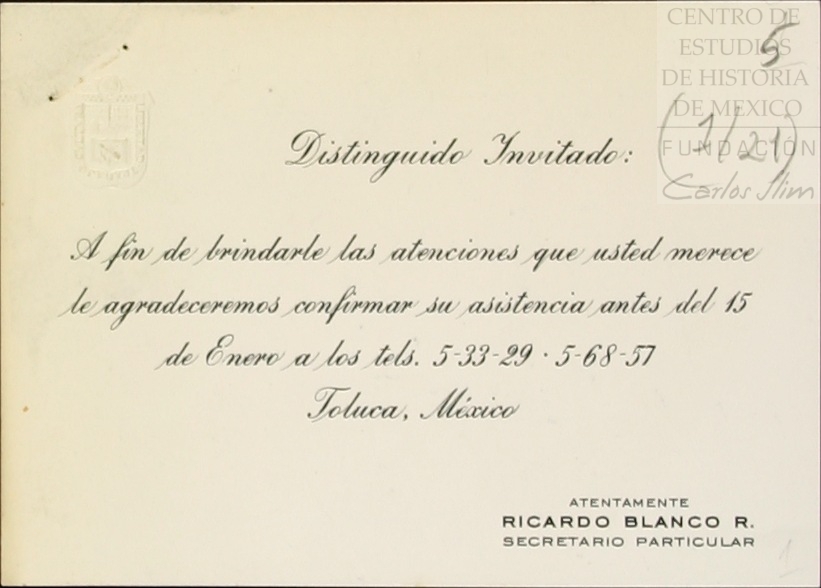 CENTRO DE
ESTUDIOS
DE HISTORIA
DE MEXICO
FUNDACIÓN
Carlos Slim
5
(1/21)
Distinguido Invitado:
A fin de brindarle las atenciones que usted merece
le agradeceremos confirmar su asistencia antes del 15
de Enero a los tels. 5-33-29 · 5-68-57
Toluca, México
ATENTAMENTE
RICARDO BLANCO R.
SECRETARIO PARTICULAR
1